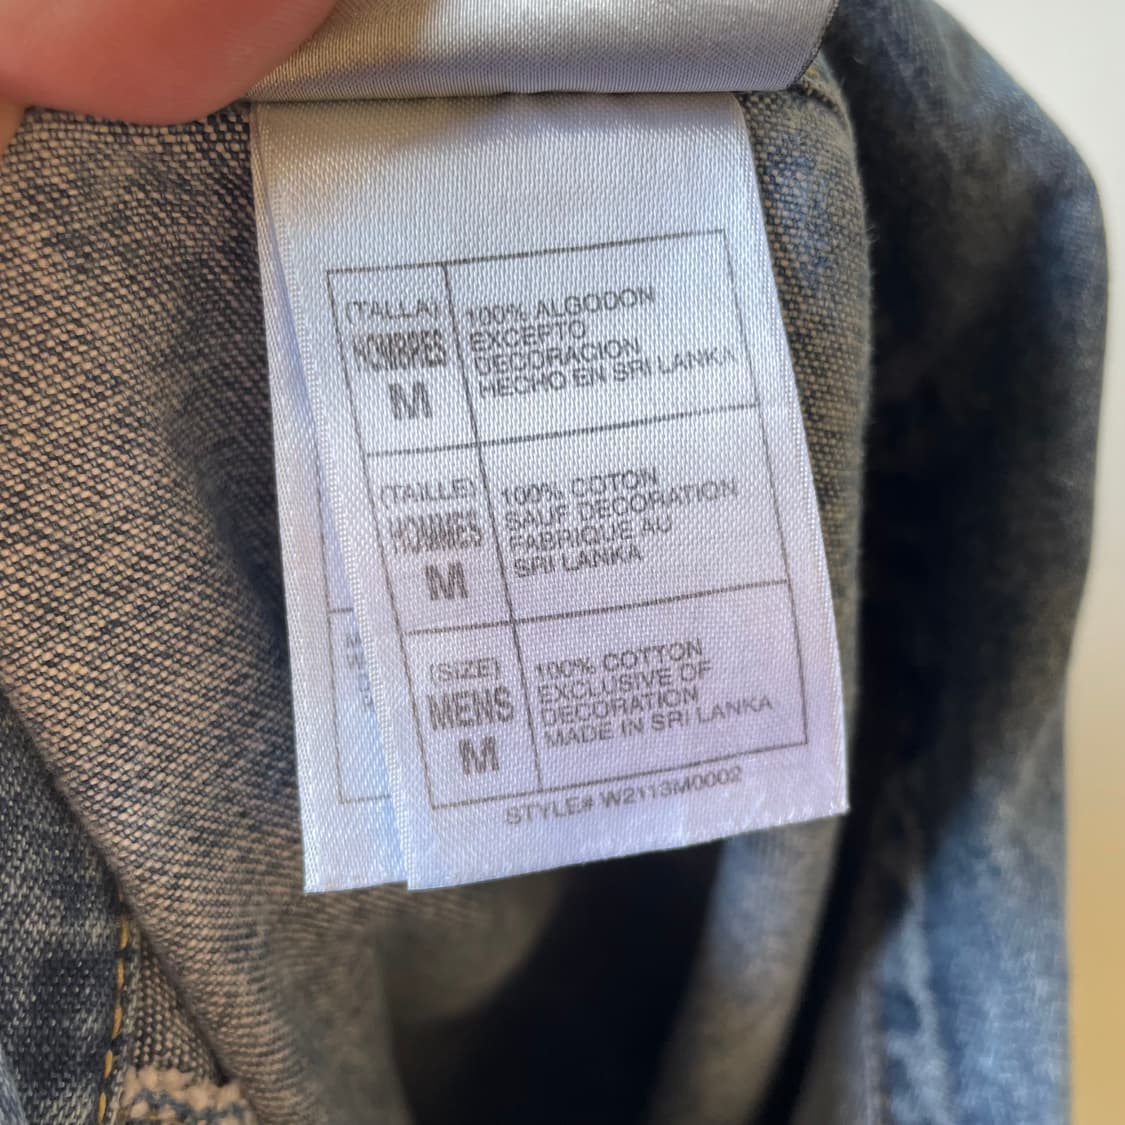 (TALLA)
HOMBRES
M
100% ALGODON
EXCEPTO
DECORACION
HECHO EN SRI LANKA
(TAILLE)
HOMMES
M
100% COTON
SAUF DECORATION
FABRIQUE AU
SRI LANKA
(SIZE)
MENS
M
100% COTTON
EXCLUSIVE OF
DECORATION
MADE IN SRI LANKA
STYLE# W2113M0002